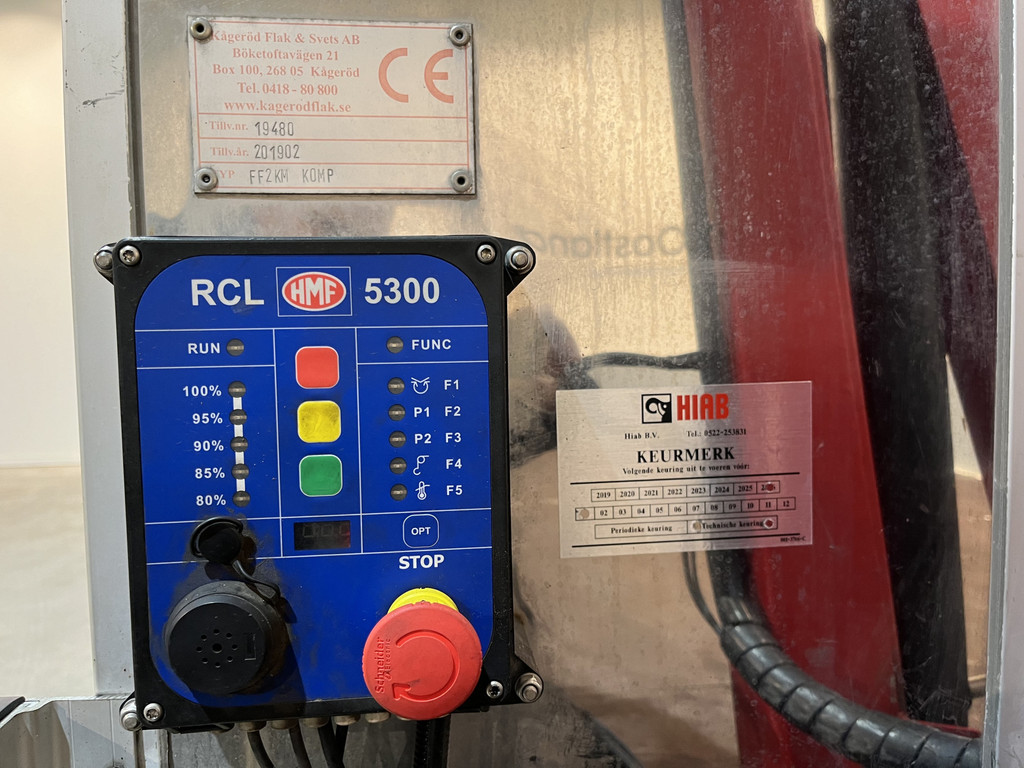 Kågeröd Flak & Svets AB
Böketoftavägen 21
Box 100, 268 05 Kågeröd
Tel. 0418 - 80 800
www.kagerodflak.se
CE
Tillv.nr. 19480
Tillv.år. 201902
TYP FF2KM KOMP
RCL HMF 5300
RUN
FUNC
100%
95%
90%
85%
80%
F1
P1 F2
P2 F3
F4
F5
OPT
STOP
Schneider
Electric
HIAB
Hiab B.V. Tel.: 0522-253831
KEURMERK
Volgende keuring uit te voeren vóór:
2019 2020 2021 2022 2023 2024 2025
02 03 04 05 06 07 08 09 10 11 12
Periodieke keuring Technische keuring